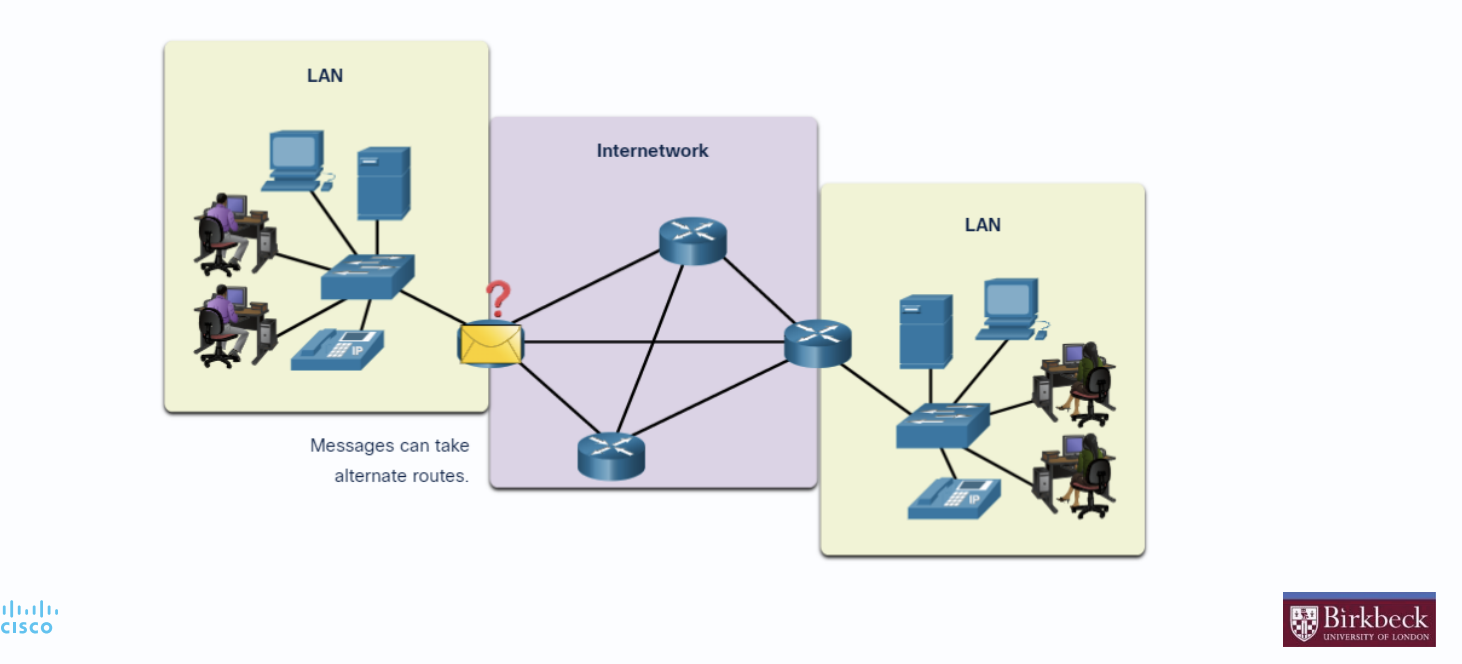 LAN
Internetwork
LAN
?
IP
Messages can take
alternate routes.
IP
CISCO
Birkbeck
UNIVERSITY OF LONDON